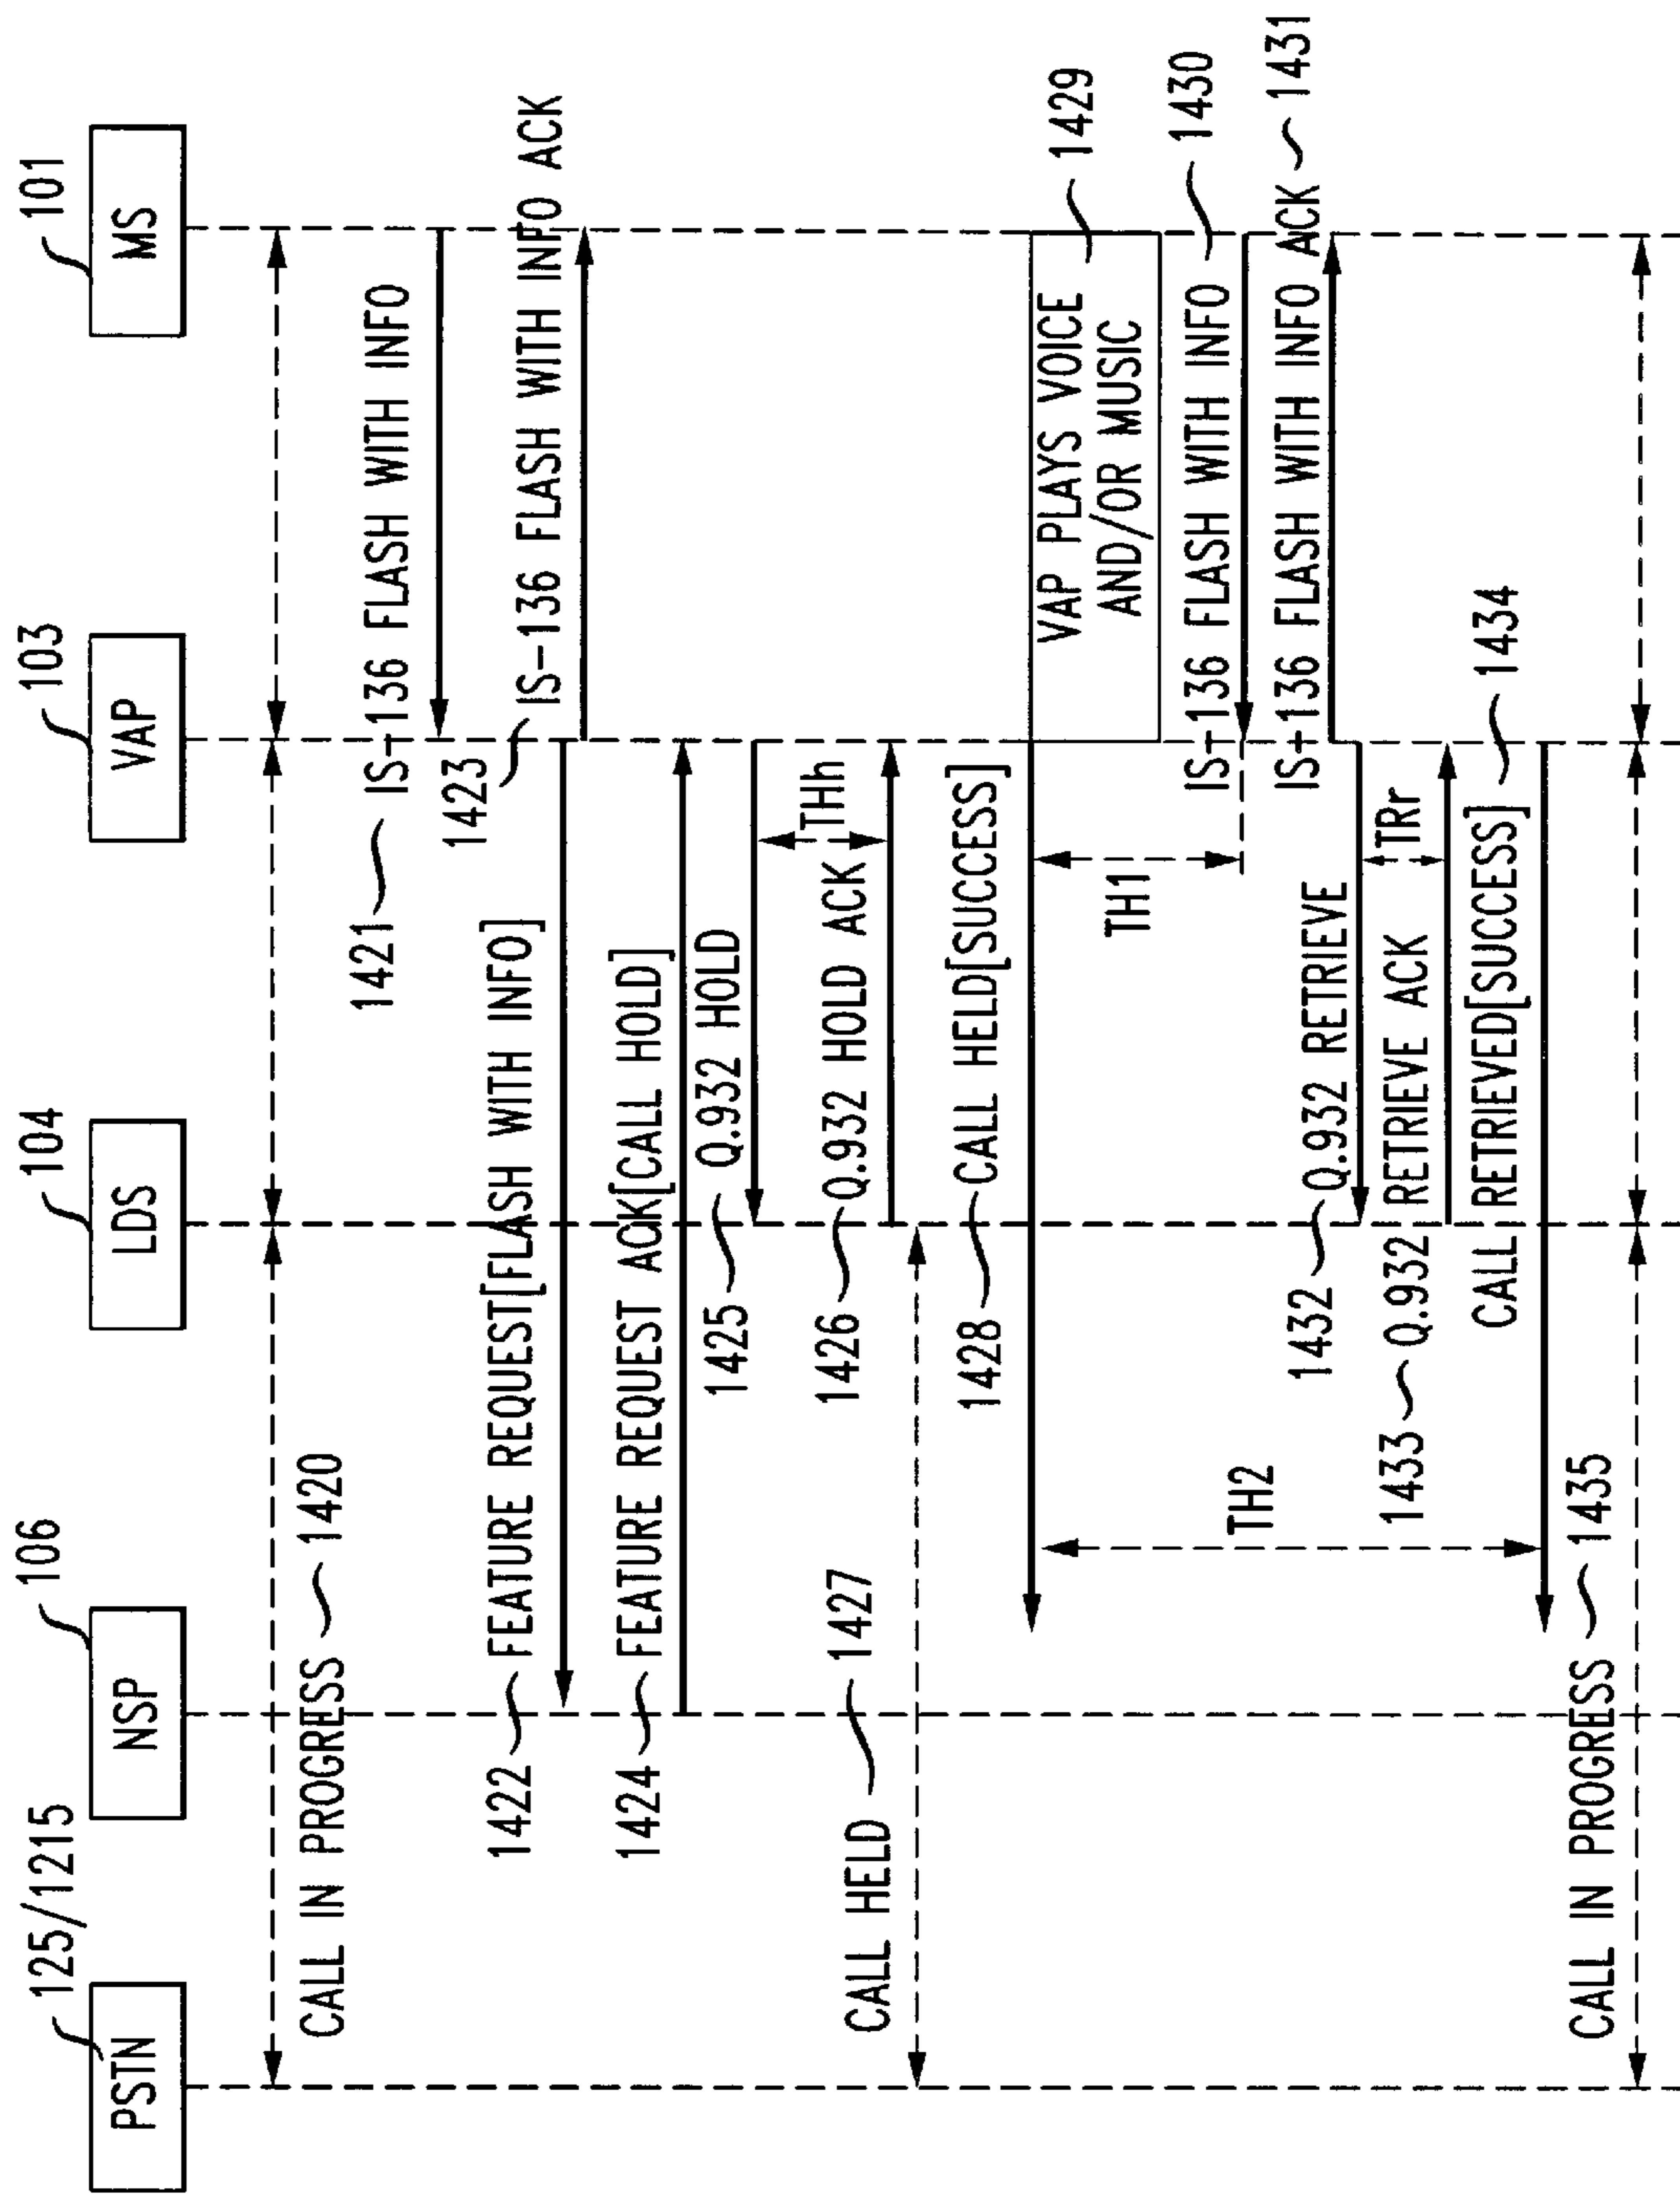 125/1215
106
104
103
101
PSTN
NSP
LDS
VAP
MS
CALL IN PROGRESS 1420
1421 IS-136 FLASH WITH INFO
1422 FEATURE REQUEST[FLASH WITH INFO]
1423 IS-136 FLASH WITH INFO ACK
1424 FEATURE REQUEST ACK[CALL HOLD]
1425 Q.932 HOLD
THh
1426 Q.932 HOLD ACK
CALL HELD 1427
1428 CALL HELD[SUCCESS]
VAP PLAYS VOICE
AND/OR MUSIC
1429
TH1
IS-136 FLASH WITH INFO 1430
IS-136 FLASH WITH INFO ACK 1431
TH2
1432 Q.932 RETRIEVE
TRr
1433 Q.932 RETRIEVE ACK
CALL RETRIEVED[SUCCESS] 1434
CALL IN PROGRESS 1435